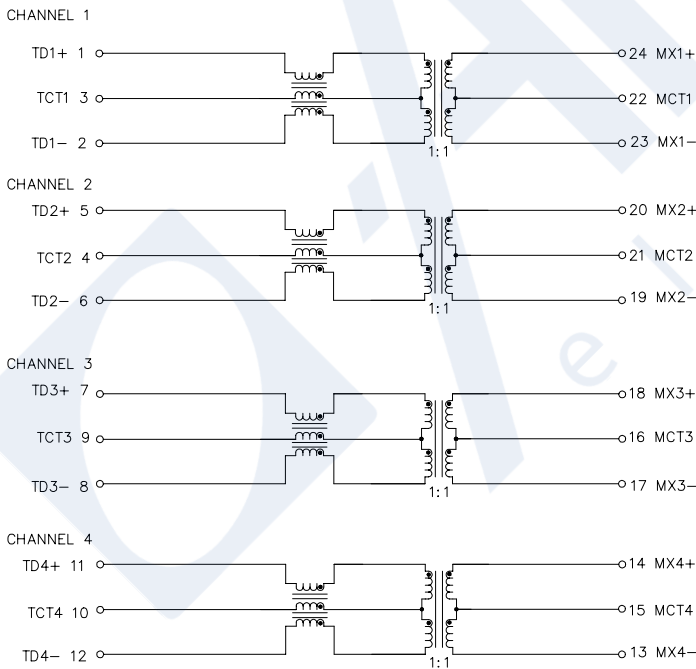 CHANNEL 1
TD1+ 1 24 MX1+
TCT1 3 22 MCT1
TD1− 2 23 MX1−
1:1
CHANNEL 2
TD2+ 5 20 MX2+
TCT2 4 21 MCT2
TD2− 6 19 MX2−
1:1
CHANNEL 3
TD3+ 7 18 MX3+
TCT3 9 16 MCT3
TD3− 8 17 MX3−
1:1
CHANNEL 4
TD4+ 11 14 MX4+
TCT4 10 15 MCT4
TD4− 12 13 MX4−
1:1